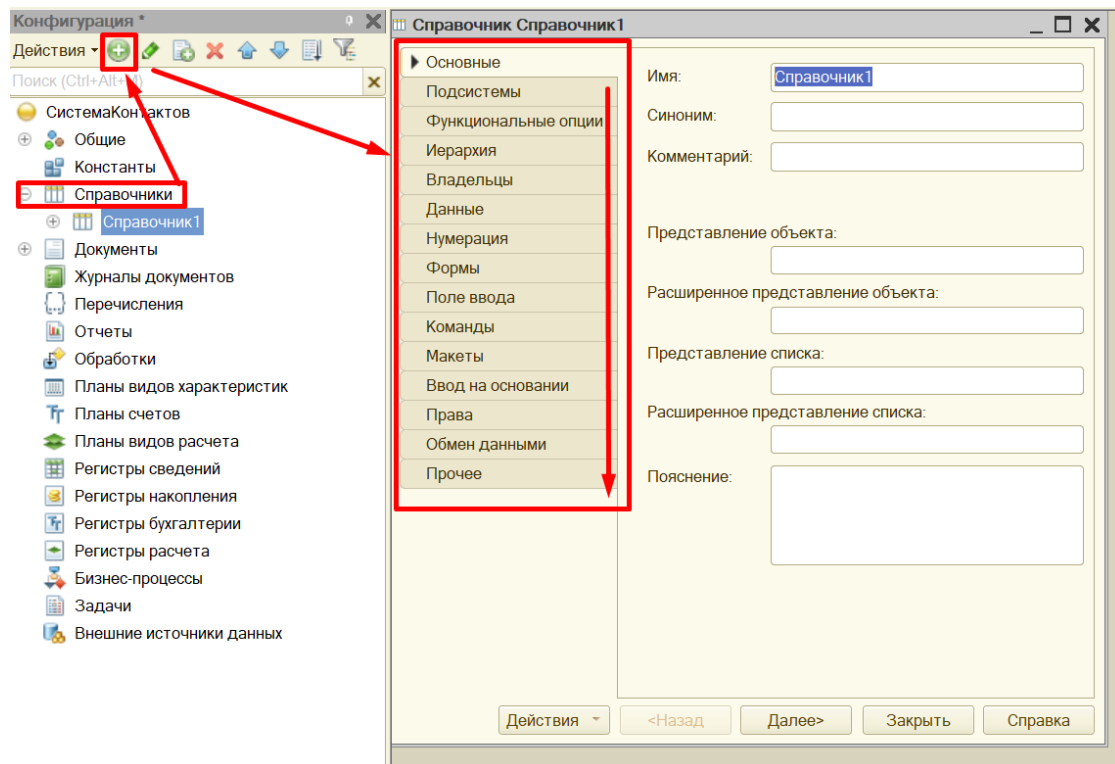 Конфигурация *
Действия
Поиск (Ctrl+Alt+M)
СистемаКонтактов
Общие
Константы
Справочники
Справочник1
Документы
Журналы документов
Перечисления
Отчеты
Обработки
Планы видов характеристик
Планы счетов
Планы видов расчета
Регистры сведений
Регистры накопления
Регистры бухгалтерии
Регистры расчета
Бизнес-процессы
Задачи
Внешние источники данных
Справочник Справочник1
Основные
Подсистемы
Функциональные опции
Иерархия
Владельцы
Данные
Нумерация
Формы
Поле ввода
Команды
Макеты
Ввод на основании
Права
Обмен данными
Прочее
Имя: Справочник1
Синоним:
Комментарий:
Представление объекта:
Расширенное представление объекта:
Представление списка:
Расширенное представление списка:
Пояснение:
Действия <Назад Далее> Закрыть Справка